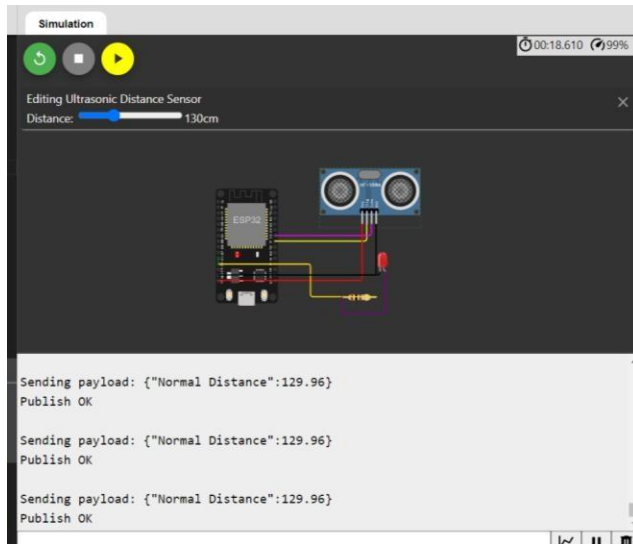 Simulation
00:18.610 99%
Editing Ultrasonic Distance Sensor
Distance: 130cm
ESP32
Sending payload: {"Normal Distance":129.96}
Publish OK
Sending payload: {"Normal Distance":129.96}
Publish OK
Sending payload: {"Normal Distance":129.96}
Publish OK